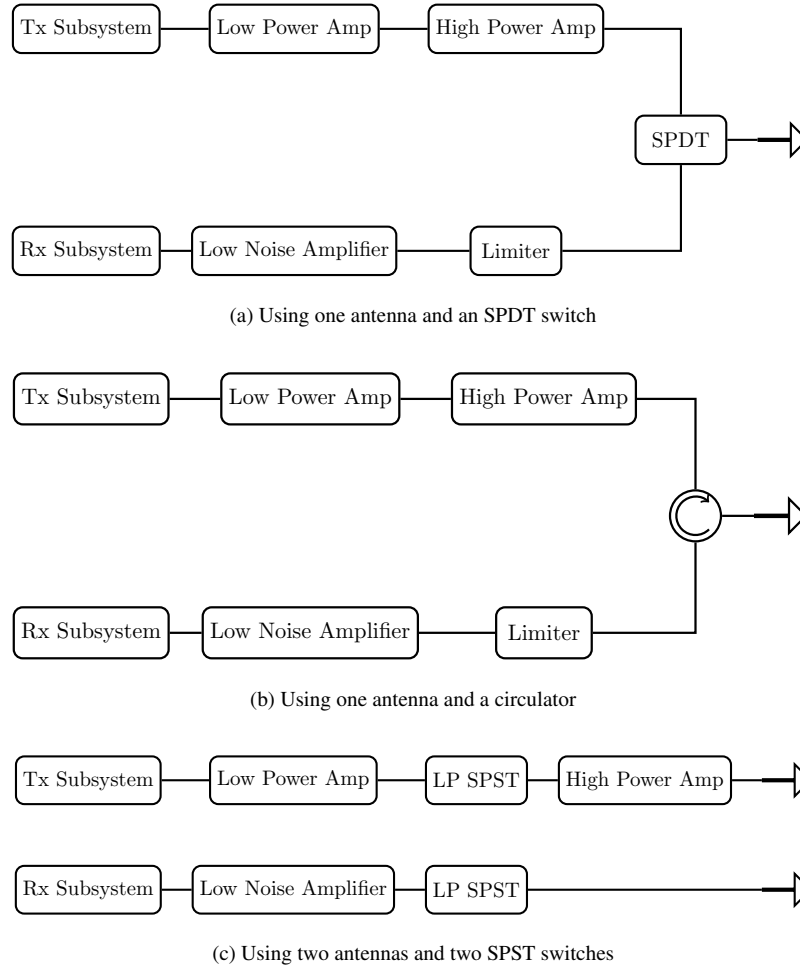 Tx Subsystem Low Power Amp High Power Amp
SPDT
Rx Subsystem Low Noise Amplifier Limiter
(a) Using one antenna and an SPDT switch
Tx Subsystem Low Power Amp High Power Amp
Rx Subsystem Low Noise Amplifier Limiter
(b) Using one antenna and a circulator
Tx Subsystem Low Power Amp LP SPST High Power Amp
Rx Subsystem Low Noise Amplifier LP SPST
(c) Using two antennas and two SPST switches